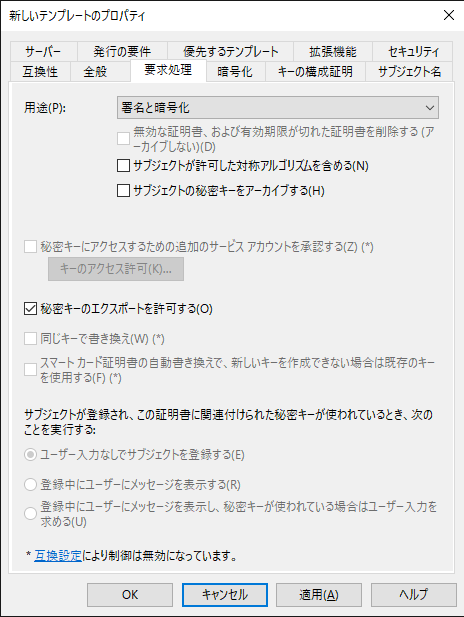 新しいテンプレートのプロパティ
サーバー 発行の要件 優先するテンプレート 拡張機能 セキュリティ
互換性 全般 要求処理 暗号化 キーの構成証明 サブジェクト名
用途(P): 署名と暗号化
無効な証明書、および有効期限が切れた証明書を削除する (ア
ーカイブしない)(D)
サブジェクトが許可した対称アルゴリズムを含める(N)
サブジェクトの秘密キーをアーカイブする(H)
秘密キーにアクセスするための追加のサービス アカウントを承認する(Z) (*)
キーのアクセス許可(K)...
秘密キーのエクスポートを許可する(O)
同じキーで書き換え(W) (*)
スマート カード証明書の自動書き換えで、新しいキーを作成できない場合は既存のキー
を使用する(F) (*)
サブジェクトが登録され、この証明書に関連付けられた秘密キーが使われているとき、次の
ことを実行する:
ユーザー入力なしでサブジェクトを登録する(E)
登録中にユーザーにメッセージを表示する(R)
登録中にユーザーにメッセージを表示し、秘密キーが使われている場合はユーザー入力を
求める(U)
* 互換設定により制御は無効になっています。
OK キャンセル 適用(A) ヘルプ